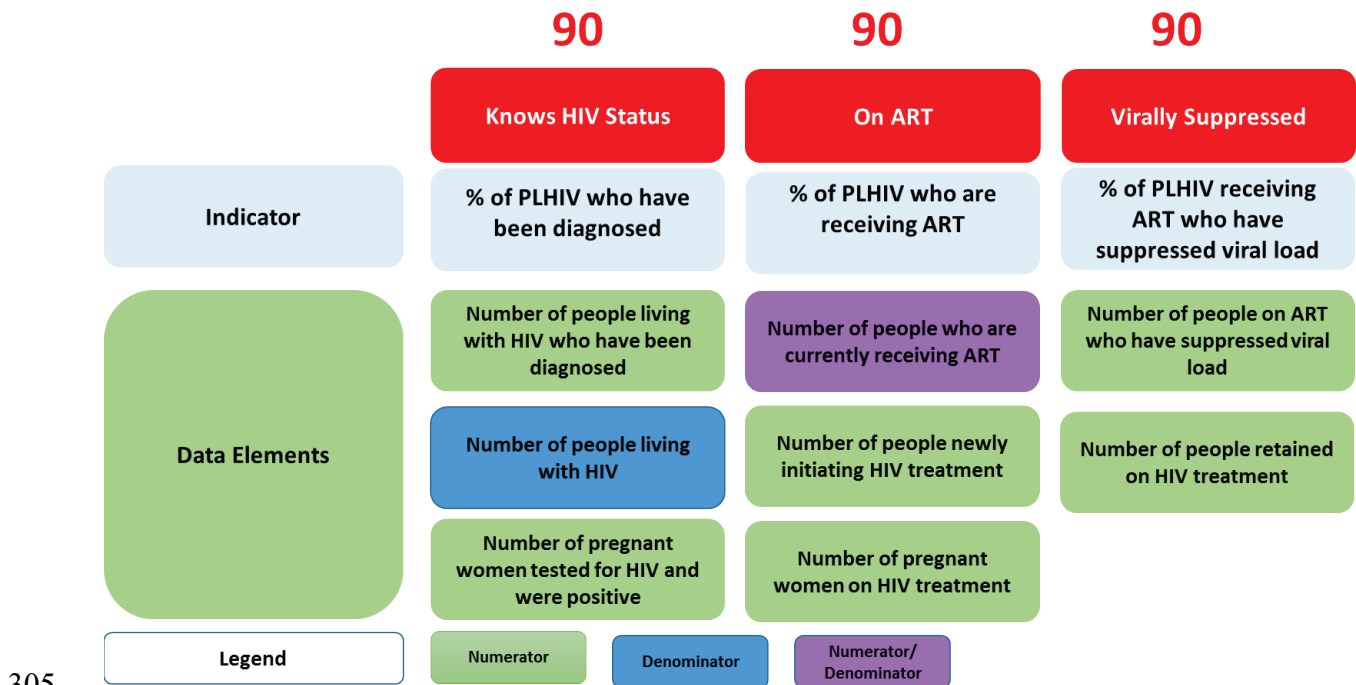 90 90 90
Knows HIV Status
On ART
Virally Suppressed
Indicator
% of PLHIV who have
been diagnosed
% of PLHIV who are
receiving ART
% of PLHIV receiving
ART who have
suppressed viral load
Data Elements
Number of people living
with HIV who have been
diagnosed
Number of people who are
currently receiving ART
Number of people on ART
who have suppressed viral
load
Number of people living
with HIV
Number of people newly
initiating HIV treatment
Number of people retained
on HIV treatment
Number of pregnant
women tested for HIV and
were positive
Number of pregnant
women on HIV treatment
Legend
Numerator
Denominator
Numerator/
Denominator
305